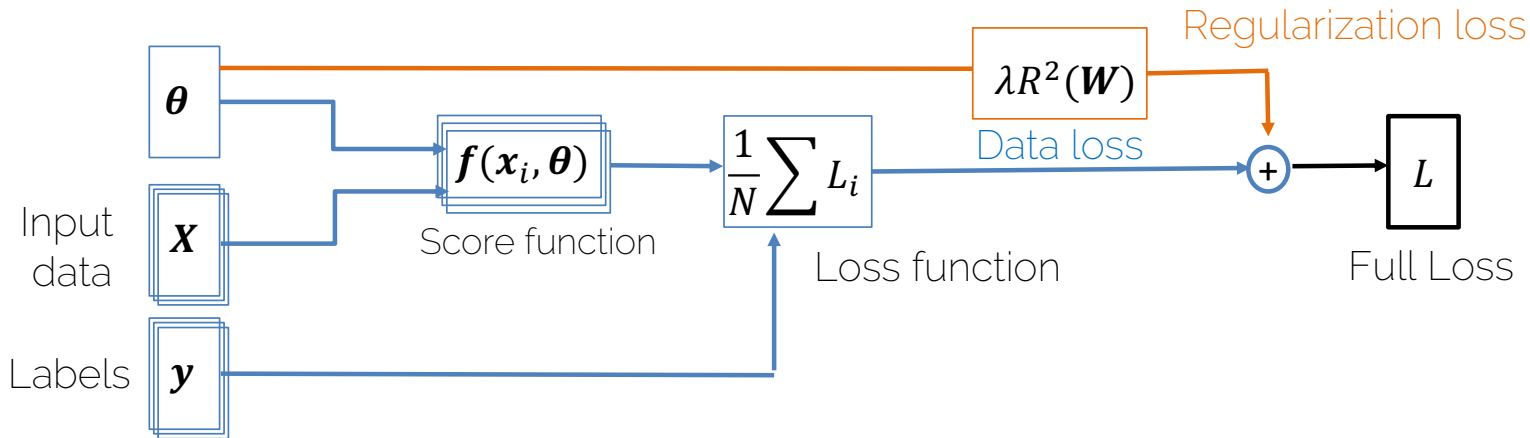 Regularization loss
θ
λR²(W)
Data loss
f(xᵢ, θ)
1/N ∑ Lᵢ
+
L
Input
data
X
Score function
Loss function
Full Loss
Labels
y